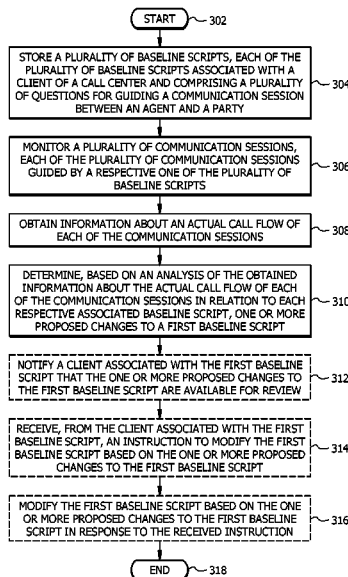 START
302
STORE A PLURALITY OF BASELINE SCRIPTS, EACH OF THE
PLURALITY OF BASELINE SCRIPTS ASSOCIATED WITH A
CLIENT OF A CALL CENTER AND COMPRISING A PLURALITY
OF QUESTIONS FOR GUIDING A COMMUNICATION SESSION
BETWEEN AN AGENT AND A PARTY
304
MONITOR A PLURALITY OF COMMUNICATION SESSIONS,
EACH OF THE PLURALITY OF COMMUNICATION SESSIONS
GUIDED BY A RESPECTIVE ONE OF THE PLURALITY OF
BASELINE SCRIPTS
306
OBTAIN INFORMATION ABOUT AN ACTUAL CALL FLOW OF
EACH OF THE COMMUNICATION SESSIONS
308
DETERMINE, BASED ON AN ANALYSIS OF THE OBTAINED
INFORMATION ABOUT THE ACTUAL CALL FLOW OF EACH
OF THE COMMUNICATION SESSIONS IN RELATION TO EACH
RESPECTIVE ASSOCIATED BASELINE SCRIPT, ONE OR MORE
PROPOSED CHANGES TO A FIRST BASELINE SCRIPT
310
NOTIFY A CLIENT ASSOCIATED WITH THE FIRST BASELINE
SCRIPT THAT THE ONE OR MORE PROPOSED CHANGES TO
THE FIRST BASELINE SCRIPT ARE AVAILABLE FOR REVIEW
312
RECEIVE, FROM THE CLIENT ASSOCIATED WITH THE FIRST
BASELINE SCRIPT, AN INSTRUCTION TO MODIFY THE FIRST
BASELINE SCRIPT BASED ON THE ONE OR MORE PROPOSED
CHANGES TO THE FIRST BASELINE SCRIPT
314
MODIFY THE FIRST BASELINE SCRIPT BASED ON THE ONE
OR MORE PROPOSED CHANGES TO THE FIRST BASELINE
SCRIPT IN RESPONSE TO THE RECEIVED INSTRUCTION
316
END
318